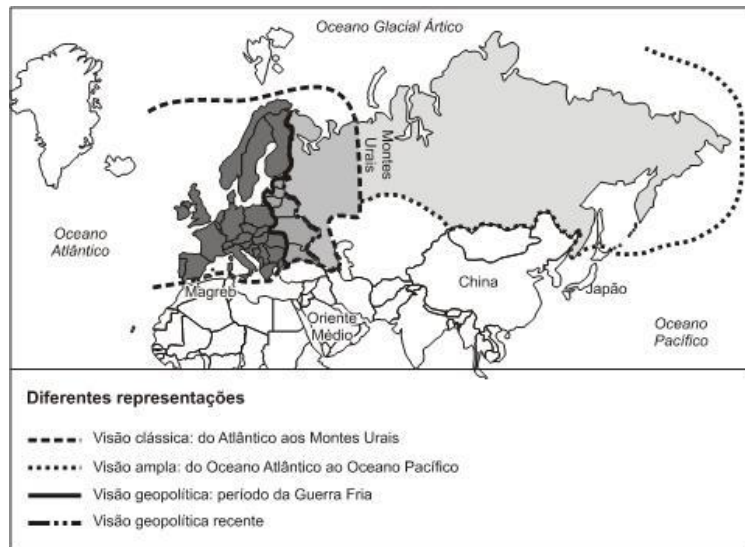 Oceano Glacial Ártico
Montes
Urais
Oceano
Atlântico
Magreb
Oriente
Médio
China
Japão
Oceano
Pacífico
Diferentes representações
Visão clássica: do Atlântico aos Montes Urais
Visão ampla: do Oceano Atlântico ao Oceano Pacífico
Visão geopolítica: período da Guerra Fria
Visão geopolítica recente